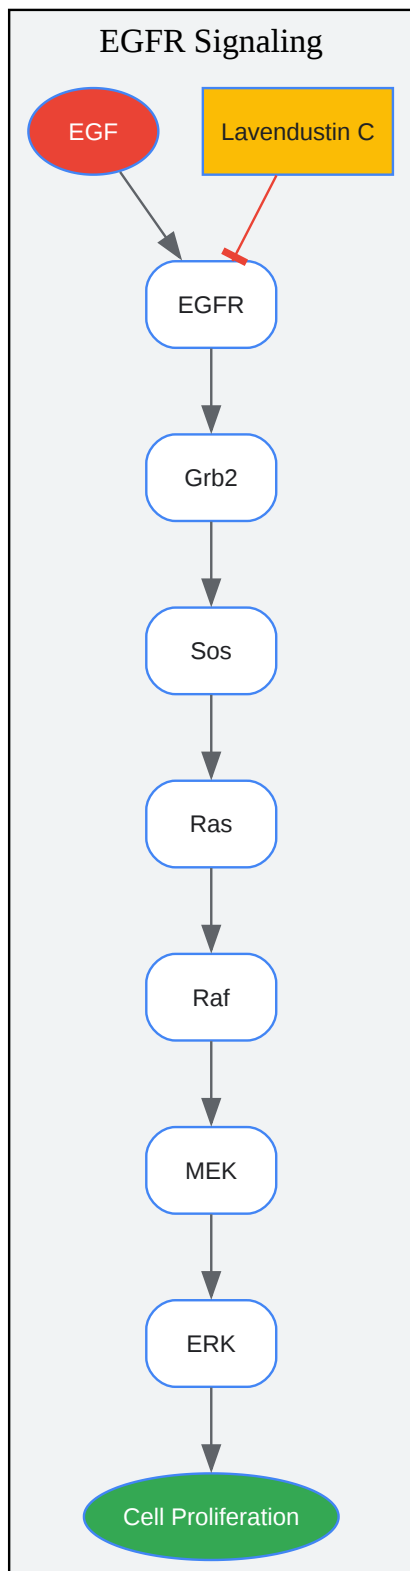 EGFR Signaling
EGF
Lavendustin C
EGFR
Grb2
Sos
Ras
Raf
MEK
ERK
Cell Proliferation